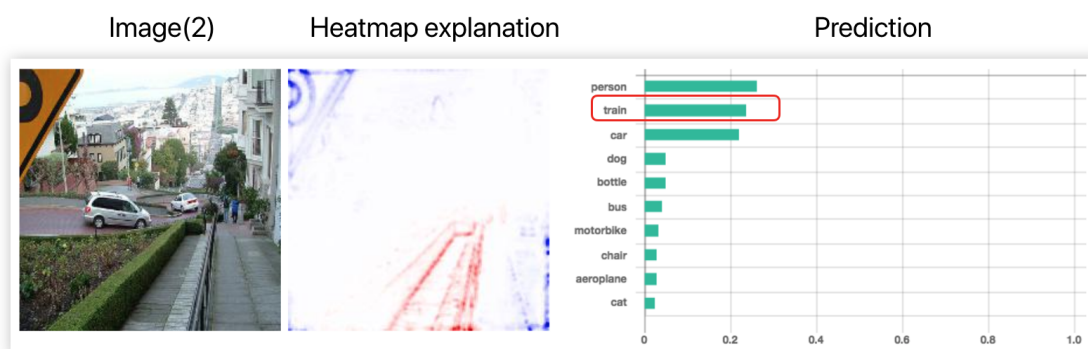 Image(2) Heatmap explanation Prediction
person
train
car
dog
bottle
bus
motorbike
chair
aeroplane
cat
0 0.2 0.4 0.6 0.8 1.0